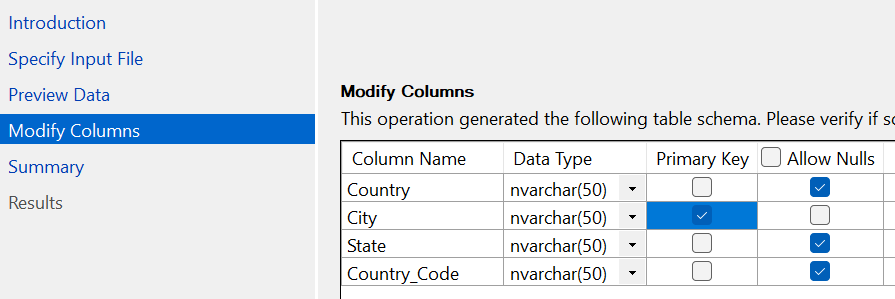 Introduction
Specify Input File
Preview Data
Modify Columns
Summary
Results
Modify Columns
This operation generated the following table schema. Please verify if
Column Name Data Type Primary Key Allow Nulls
Country nvarchar(50)
City nvarchar(50)
State nvarchar(50)
Country_Code nvarchar(50)